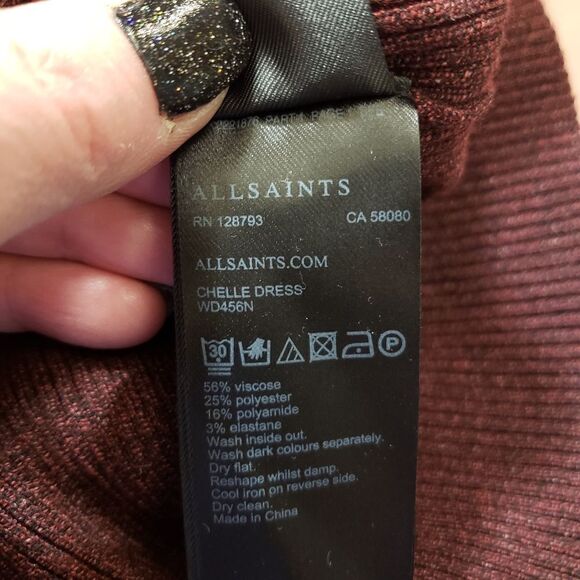 ALLSAINTS
RN 128793 CA 58080
ALLSAINTS.COM
CHELLE DRESS
WD456N
30 P
56% viscose
25% polyester
16% polyamide
3% elastane
Wash inside out.
Wash dark colours separately.
Dry flat.
Reshape whilst damp.
Cool iron on reverse side.
Dry clean.
Made in China